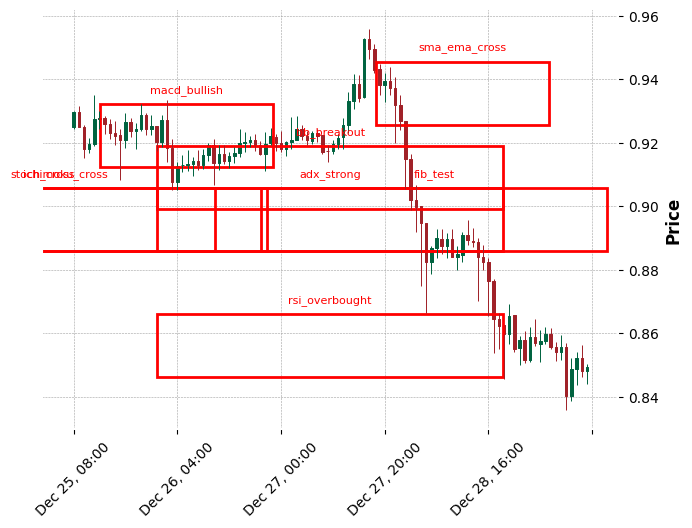 0.96
sma_ema_cross
0.94
macd_bullish
0.92
bb_breakout
stoch_cross
ichimoku_cross
adx_strong
fib_test
0.90
Price
0.88
rsi_overbought
0.86
0.84
Dec 25, 08:00
Dec 26, 04:00
Dec 27, 00:00
Dec 27, 20:00
Dec 28, 16:00